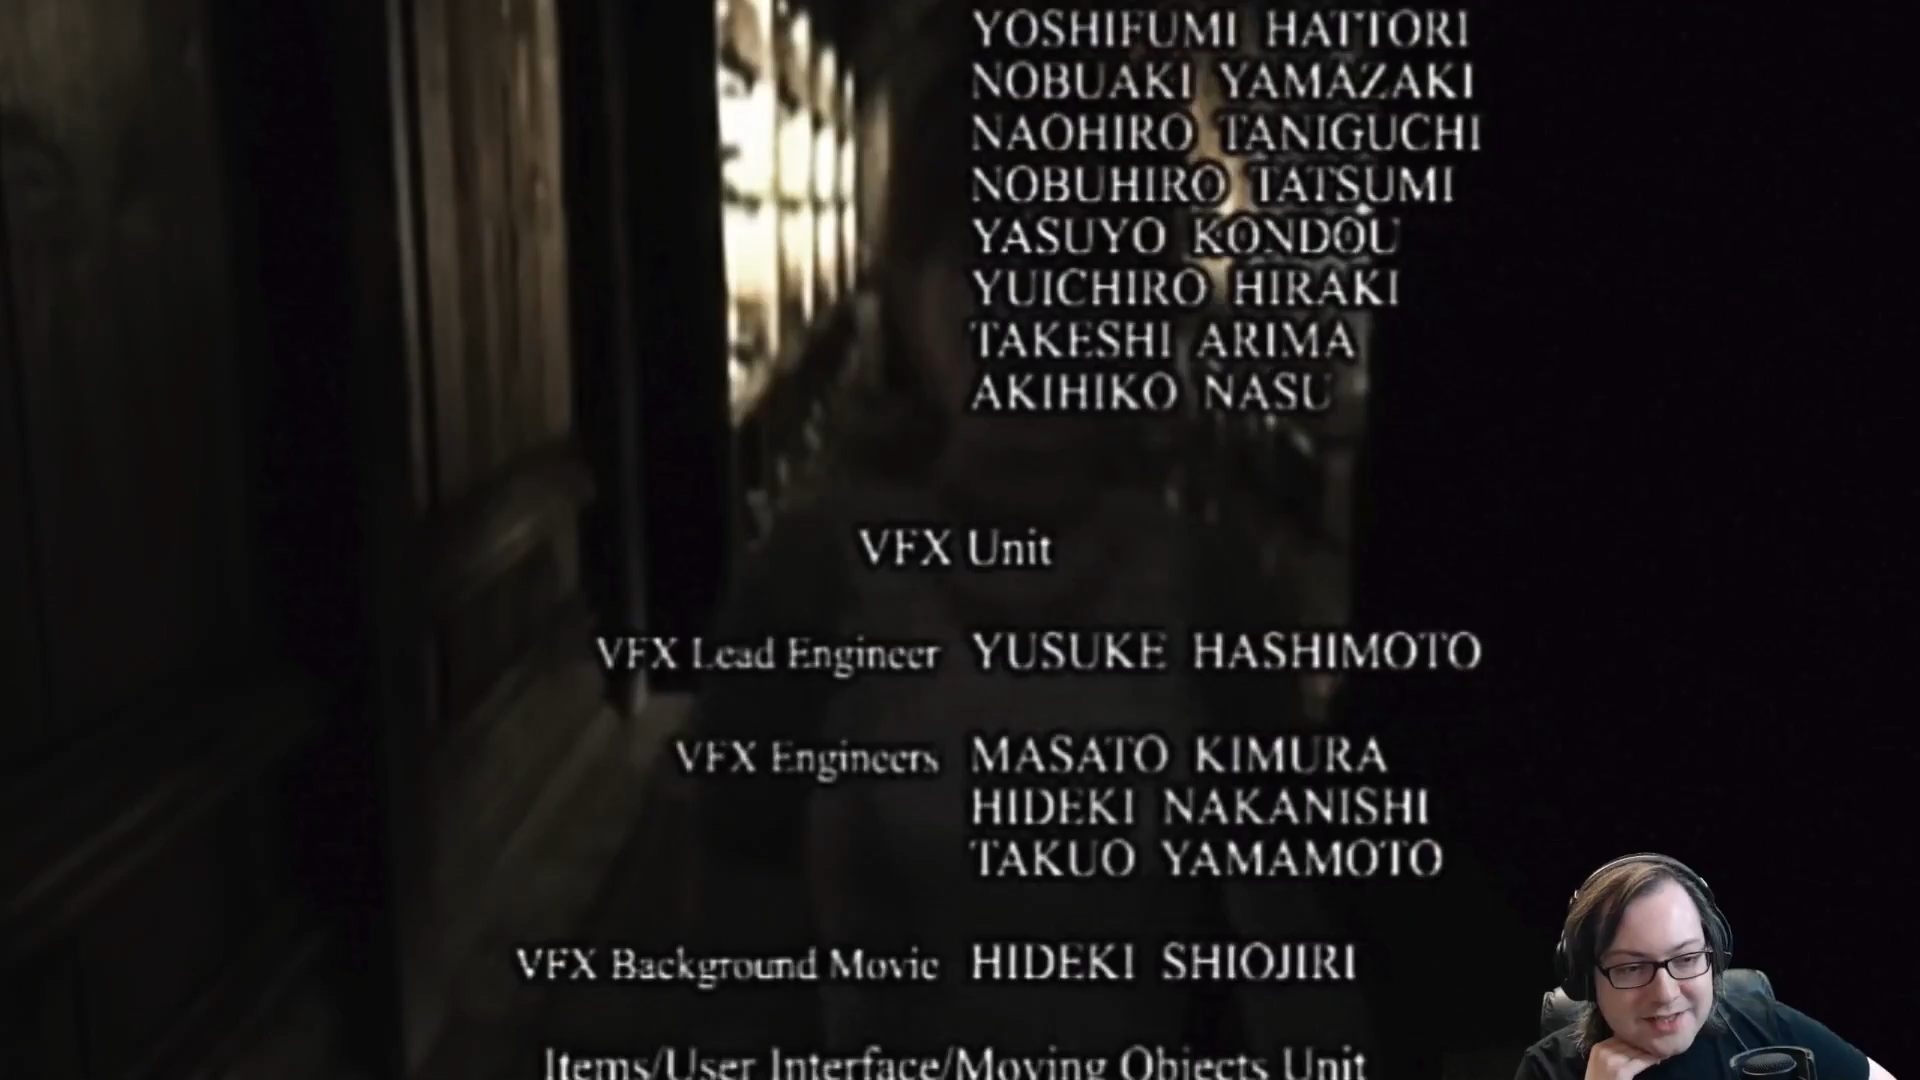 YOSHIFUMI HATTORI
NOBUAKI YAMAZAKI
NAOHIRO TANIGUCHI
NOBUHIRO TATSUMI
YASUYO KONDOU
YUICHIRO HIRAKI
TAKESHI ARIMA
AKIHIKO NASU
VFX Unit
VFX Lead Engineer YUSUKE HASHIMOTO
VFX Engineers MASATO KIMURA
HIDEKI NAKANISHI
TAKUO YAMAMOTO
VFX Background Movie HIDEKI SHIOJIRI
Items/User Interface/Moving Objects Unit